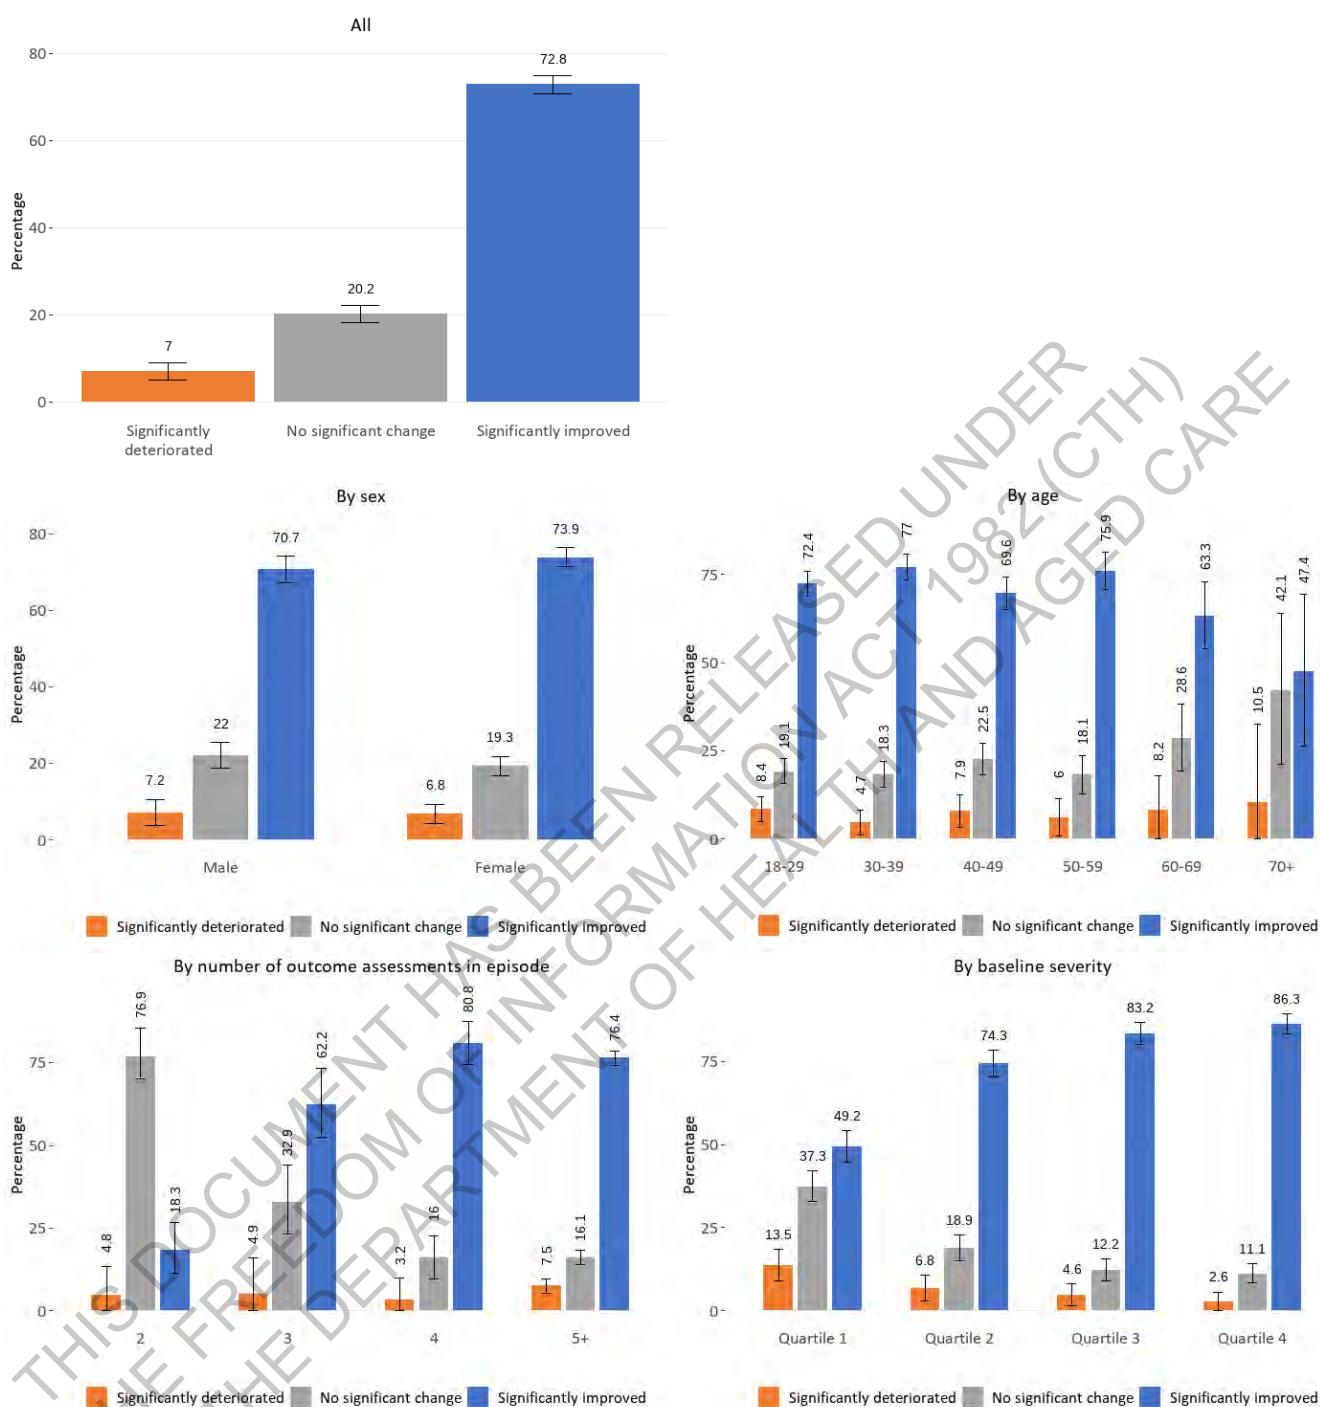 All
80
60
40
20
0
Percentage
7
20.2
72.8
Significantly
deteriorated
No significant change
Significantly improved
By sex
80
60
40
20
0
Percentage
7.2
22
70.7
6.8
19.3
73.9
Male
Female
Significantly deteriorated
No significant change
Significantly improved
By age
75
50
25
0
Percentage
8.4
19.1
72.4
4.7
18.3
77
7.9
22.5
69.6
6
18.1
75.9
8.2
28.6
63.3
10.5
42.1
47.4
18-29
30-39
40-49
50-59
60-69
70+
Significantly deteriorated
No significant change
Significantly improved
By number of outcome assessments in episode
75
50
25
0
Percentage
4.8
76.9
18.3
4.9
32.9
62.2
3.2
16
80.8
7.5
16.1
76.4
2
3
4
5+
Significantly deteriorated
No significant change
Significantly improved
By baseline severity
75
50
25
0
Percentage
13.5
37.3
49.2
6.8
18.9
74.3
4.6
12.2
83.2
2.6
11.1
86.3
Quartile 1
Quartile 2
Quartile 3
Quartile 4
Significantly deteriorated
No significant change
Significantly improved
THIS DOCUMENT HAS BEEN RELEASED UNDER
THE FREEDOM OF INFORMATION ACT 1982 (CTH)
THE DEPARTMENT OF HEALTH AND AGED CARE